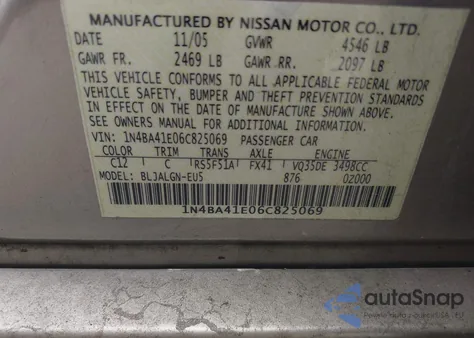 MANUFACTURED BY NISSAN MOTOR CO., LTD.
DATE 11/05 GVWR 4546 LB
GAWR FR. 2469 LB GAWR RR. 2097 LB
THIS VEHICLE CONFORMS TO ALL APPLICABLE FEDERAL MOTOR
VEHICLE SAFETY, BUMPER AND THEFT PREVENTION STANDARDS
IN EFFECT ON THE DATE OF MANUFACTURE SHOWN ABOVE.
SEE OWNERS MANUAL FOR ADDITIONAL INFORMATION.
VIN: 1N4BA41E06C825069 PASSENGER CAR
COLOR TRIM TRANS AXLE ENGINE
C12 C RS5F51A FX41 VQ35DE 3498CC
MODEL: BLJALGN-EU5 876 02000
1N4BA41E06C825069
autoSnap